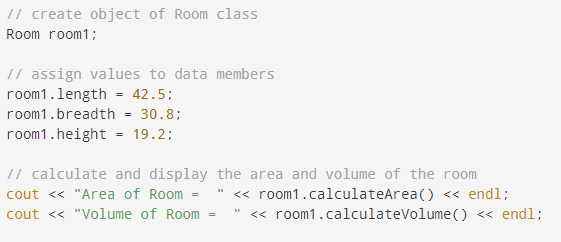 // create object of Room class
Room room1;
// assign values to data members
room1.length = 42.5;
room1.breadth = 30.8;
room1.height = 19.2;
// calculate and display the area and volume of the room
cout << "Area of Room =  " << room1.calculateArea() << endl;
cout << "Volume of Room =  " << room1.calculateVolume() << endl;